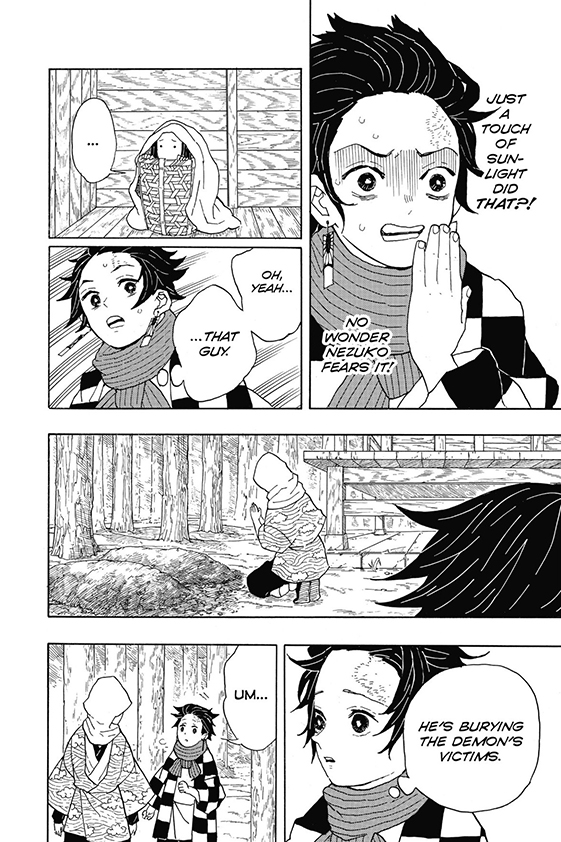 JUST
A
TOUCH
OF
SUN-
LIGHT
DID
THAT?!
NO
WONDER
NEZUKO
FEARS IT!
...
OH,
YEAH...
...THAT
GUY.
HE'S BURYING
THE DEMON'S
VICTIMS.
UM...